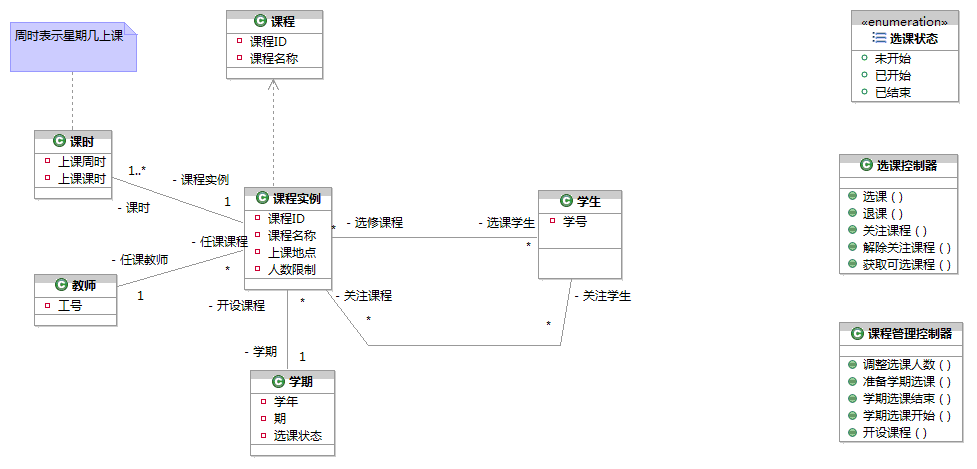 周时表示星期几上课
课程
课程ID
课程名称
«enumeration»
选课状态
未开始
已开始
已结束
课时
上课周时
上课课时
1..*
- 课程实例
1
- 课时
课程实例
课程ID
课程名称
上课地点
人数限制
- 任课课程
*
- 任课教师
1
教师
工号
*
- 选修课程
- 选课学生
*
学生
学号
- 关注课程
*
- 关注学生
*
- 开设课程
*
- 学期
1
学期
学年
期
选课状态
选课控制器
选课 ( )
退课 ( )
关注课程 ( )
解除关注课程 ( )
获取可选课程 ( )
课程管理控制器
调整选课人数 ( )
准备学期选课 ( )
学期选课结束 ( )
学期选课开始 ( )
开设课程 ( )